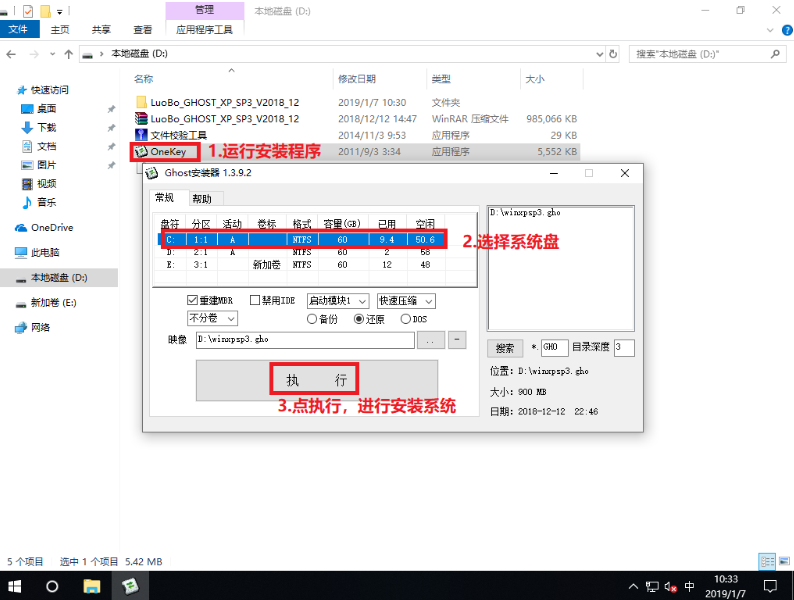 管理
本地磁盘 (D:)
文件
主页
共享
查看
应用程序工具
本地磁盘 (D:)
搜索"本地磁盘 (D:)"
名称
修改日期
类型
大小
快速访问
桌面
下载
文档
图片
视频
音乐
OneDrive
此电脑
本地磁盘 (D:)
新加卷 (E:)
网络
LuoBo_GHOST_XP_SP3_V2018_12 2019/1/7 10:30 文件夹
LuoBo_GHOST_XP_SP3_V2018_12 2018/12/12 14:47 WinRAR 压缩文件 985,066 KB
文件校验工具 2014/11/3 9:53 应用程序 29 KB
OneKey 2011/9/3 3:34 应用程序 5,552 KB
1.运行安装程序
Ghost安装器 1.3.9.2
常规
帮助
盘符 分区 活动 卷标 格式 容量(GB) 已用 空闲
C: 1:1 A NTFS 60 9.4 50.6
D: 2:1 A NTFS 60 2 58
E: 3:1 新加卷 NTFS 60 12 48
2.选择系统盘
重建MBR
禁用IDE
启动模块1
快速压缩
不分卷
备份
还原
DOS
映像
D:\winxpsp3.gho
..
-
执 行
3.点执行，进行安装系统
D:\winxpsp3.gho
搜索
*.
GHO
目录深度
3
位置：D:\winxpsp3.gho
大小：900 MB
日期：2018-12-12 22:46
5 个项目
选中 1 个项目 5.42 MB
中
10:33
2019/1/7